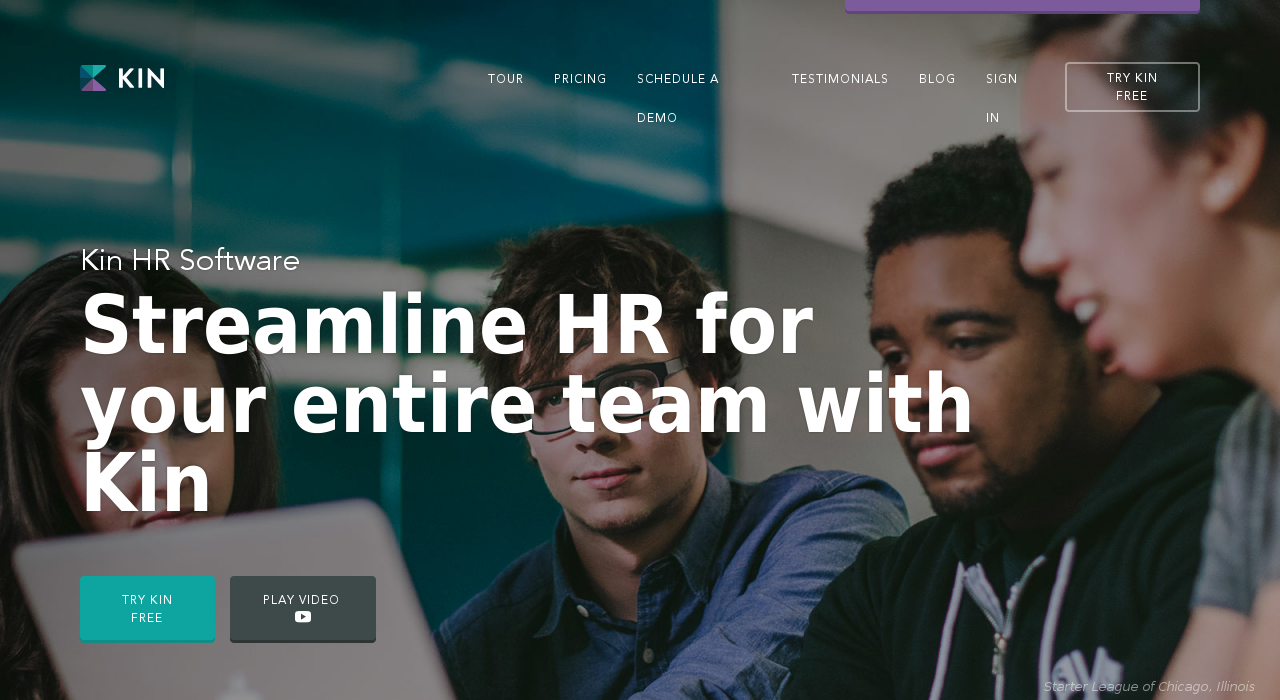 KIN
TOUR
PRICING
SCHEDULE A
DEMO
TESTIMONIALS
BLOG
SIGN
IN
TRY KIN
FREE
Kin HR Software
Streamline HR for
your entire team with
Kin
TRY KIN
FREE
PLAY VIDEO
Starter League of Chicago, Illinois